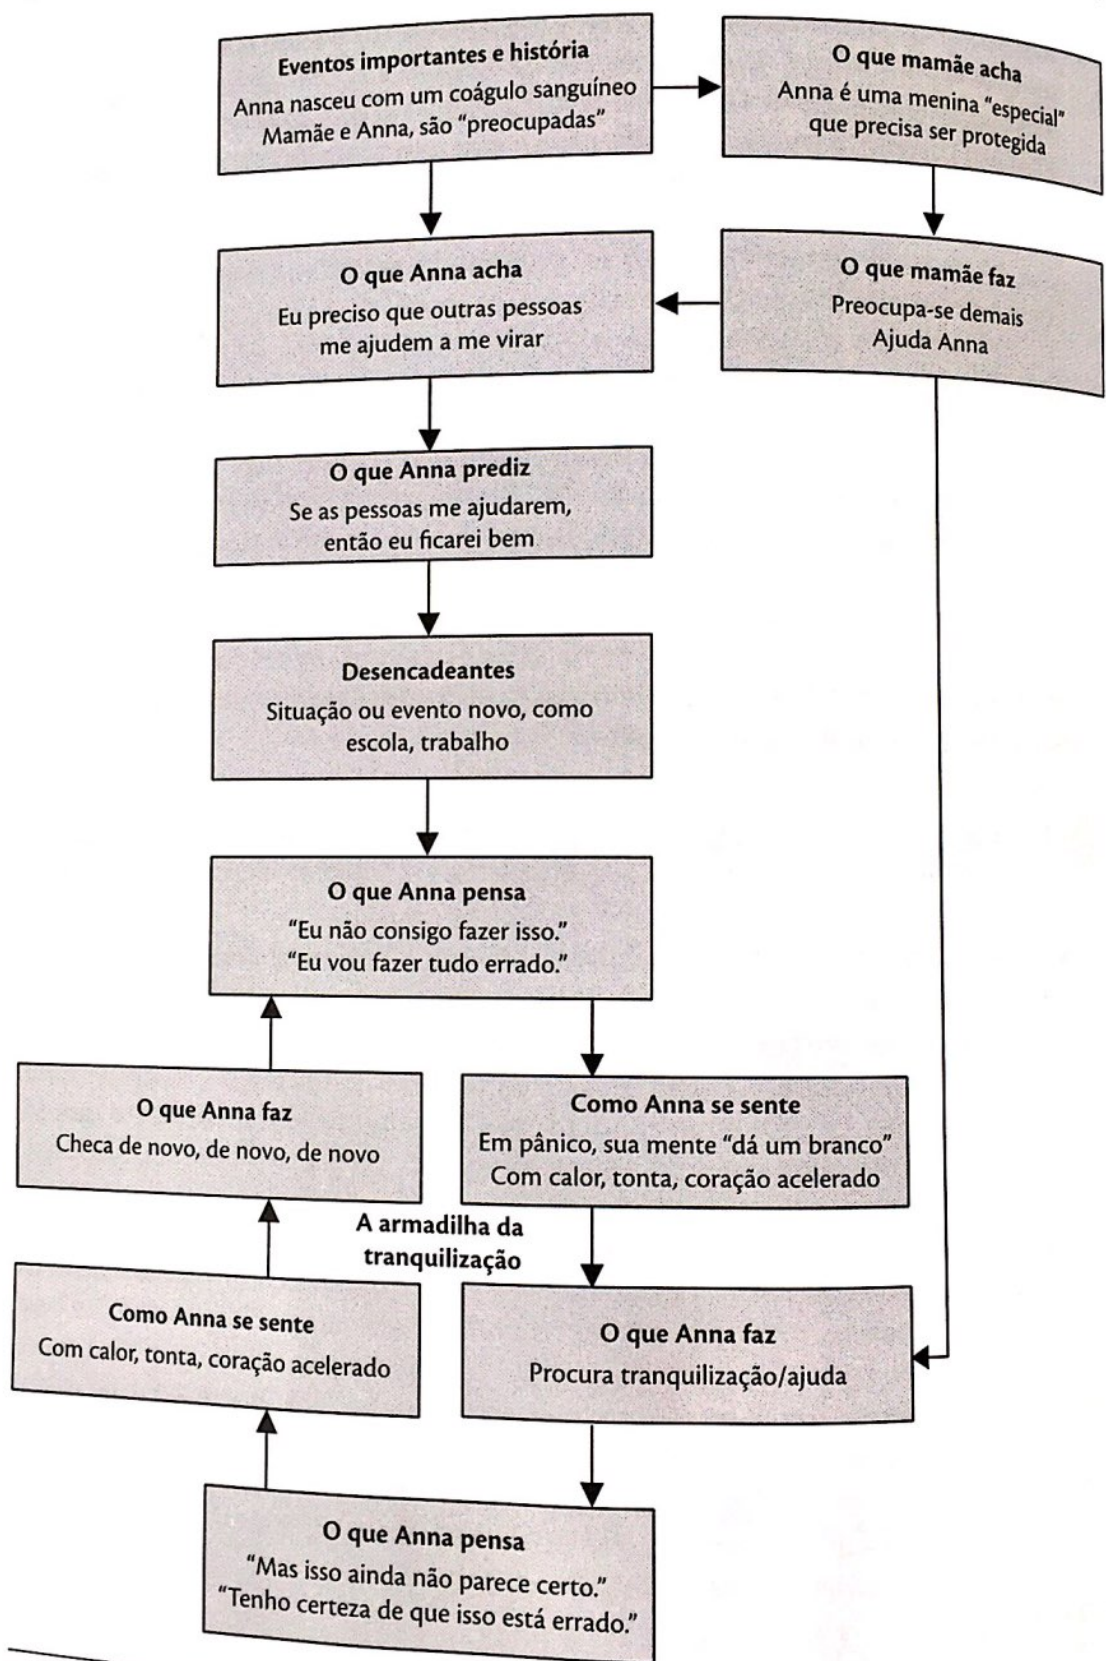 Eventos importantes e história
Anna nasceu com um coágulo sanguíneo
Mamãe e Anna, são “preocupadas”
O que mamãe acha
Anna é uma menina “especial”
que precisa ser protegida
O que Anna acha
Eu preciso que outras pessoas
me ajudem a me virar
O que mamãe faz
Preocupa-se demais
Ajuda Anna
O que Anna prediz
Se as pessoas me ajudarem,
então eu ficarei bem
Desencadeantes
Situação ou evento novo, como
escola, trabalho
O que Anna pensa
“Eu não consigo fazer isso.”
“Eu vou fazer tudo errado.”
O que Anna faz
Checa de novo, de novo, de novo
Como Anna se sente
Em pânico, sua mente “dá um branco”
Com calor, tonta, coração acelerado
A armadilha da
tranquilização
Como Anna se sente
Com calor, tonta, coração acelerado
O que Anna faz
Procura tranquilização/ajuda
O que Anna pensa
“Mas isso ainda não parece certo.”
“Tenho certeza de que isso está errado.”